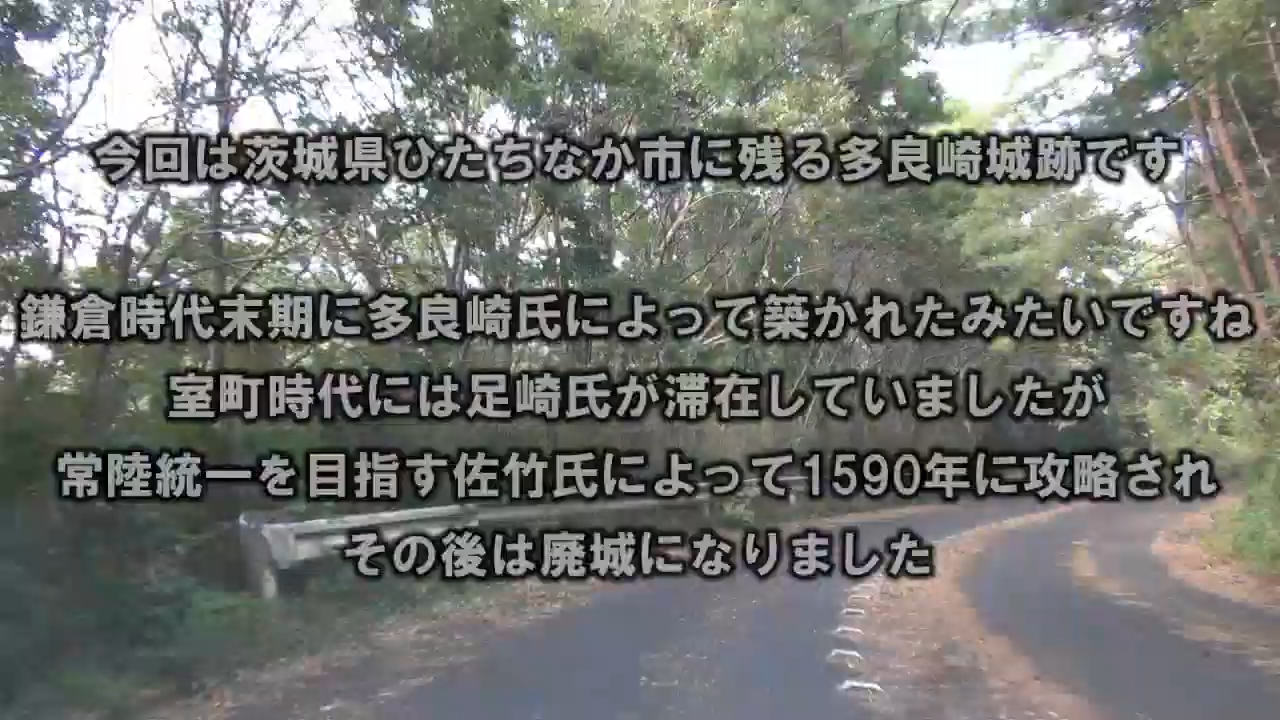 今回は茨城県ひたちなか市に残る多良崎城跡です
鎌倉時代末期に多良崎氏によって築かれたみたいですね
室町時代には足崎氏が滞在していましたが
常陸統一を目指す佐竹氏によって1590年に攻略され
その後は廃城になりました